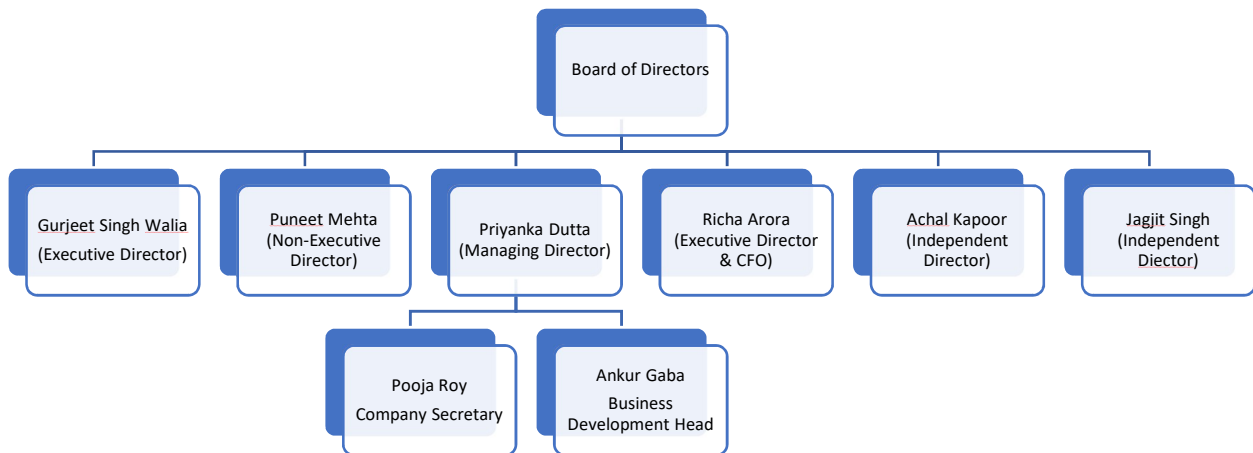 Board of Directors
Gurjeet Singh Walia
(Executive Director)
Puneet Mehta
(Non-Executive
Director)
Priyanka Dutta
(Managing Director)
Richa Arora
(Executive Director
& CFO)
Achal Kapoor
(Independent
Director)
Jagjit Singh
(Independent
Diector)
Pooja Roy
Company Secretary
Ankur Gaba
Business
Development Head